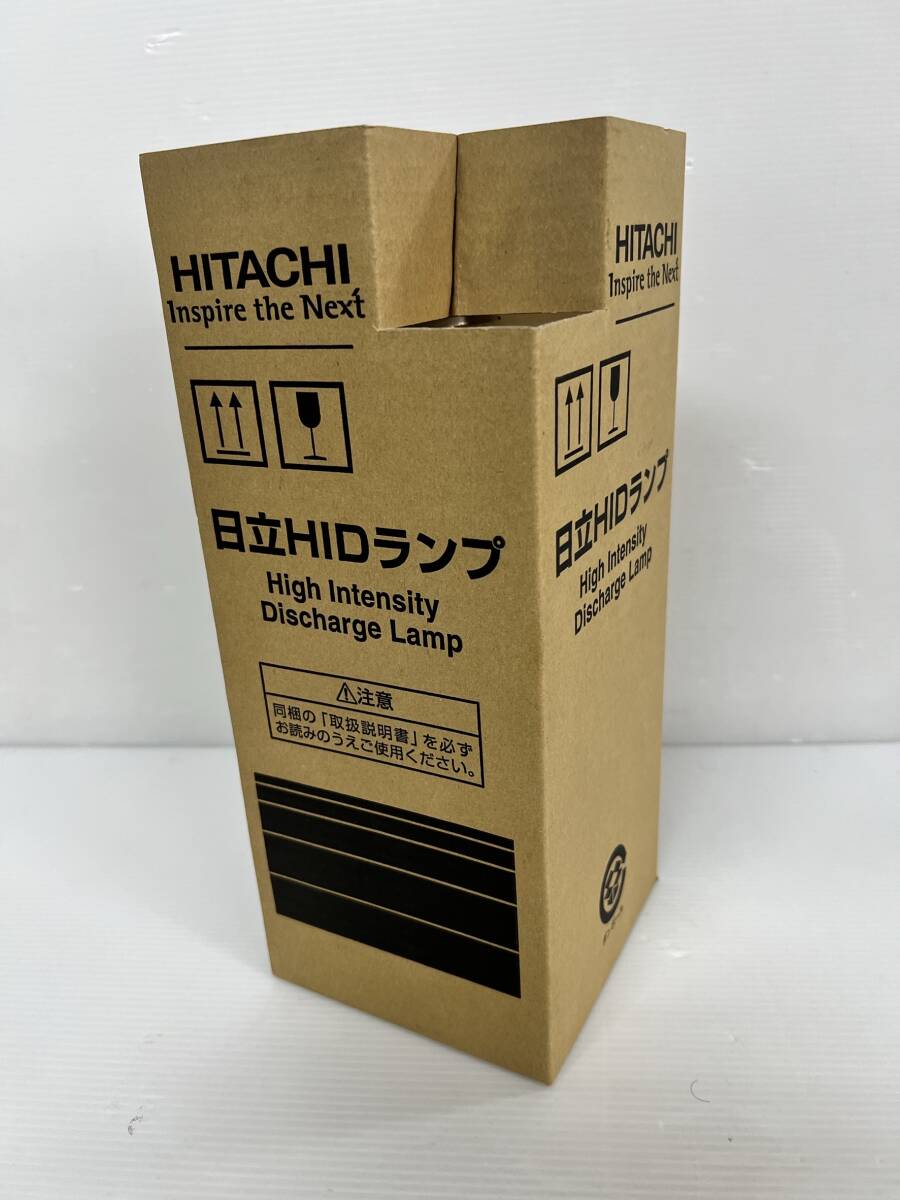 HITACHI
Inspire the Next
日立HIDランプ
High Intensity
Discharge Lamp
⚠注意
同梱の「取扱説明書」を必ず
お読みのうえご使用ください。
HITACHI
Inspire the Next
日立HIDランプ
High Intensity
Discharge Lamp